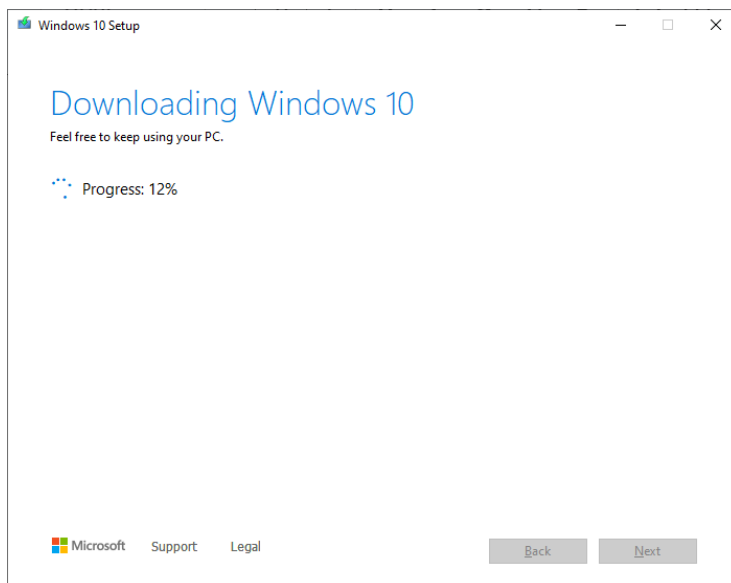 Windows 10 Setup
Downloading Windows 10
Feel free to keep using your PC.
Progress: 12%
Microsoft Support Legal Back Next